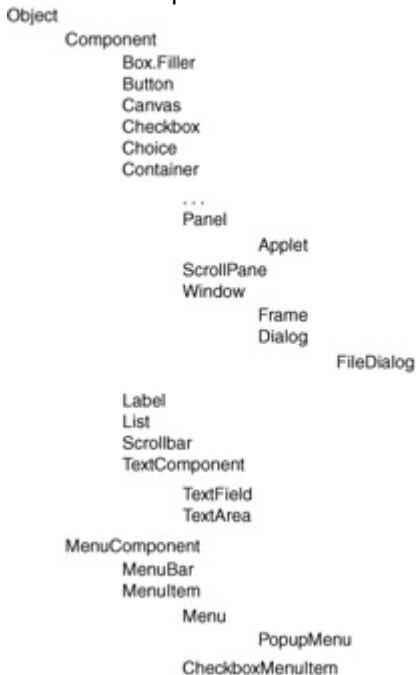 Object
Component
Box.Filler
Button
Canvas
Checkbox
Choice
Container
...
Panel
Applet
ScrollPane
Window
Frame
Dialog
FileDialog
Label
List
Scrollbar
TextComponent
TextField
TextArea
MenuComponent
MenuBar
MenuItem
Menu
PopupMenu
CheckboxMenuItem